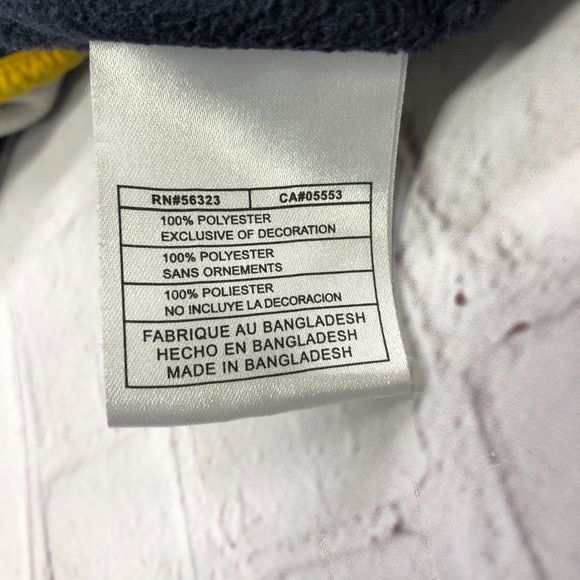 RN#56323 CA#05553
100% POLYESTER
EXCLUSIVE OF DECORATION
100% POLYESTER
SANS ORNEMENTS
100% POLIESTER
NO INCLUYE LA DECORACION
FABRIQUE AU BANGLADESH
HECHO EN BANGLADESH
MADE IN BANGLADESH